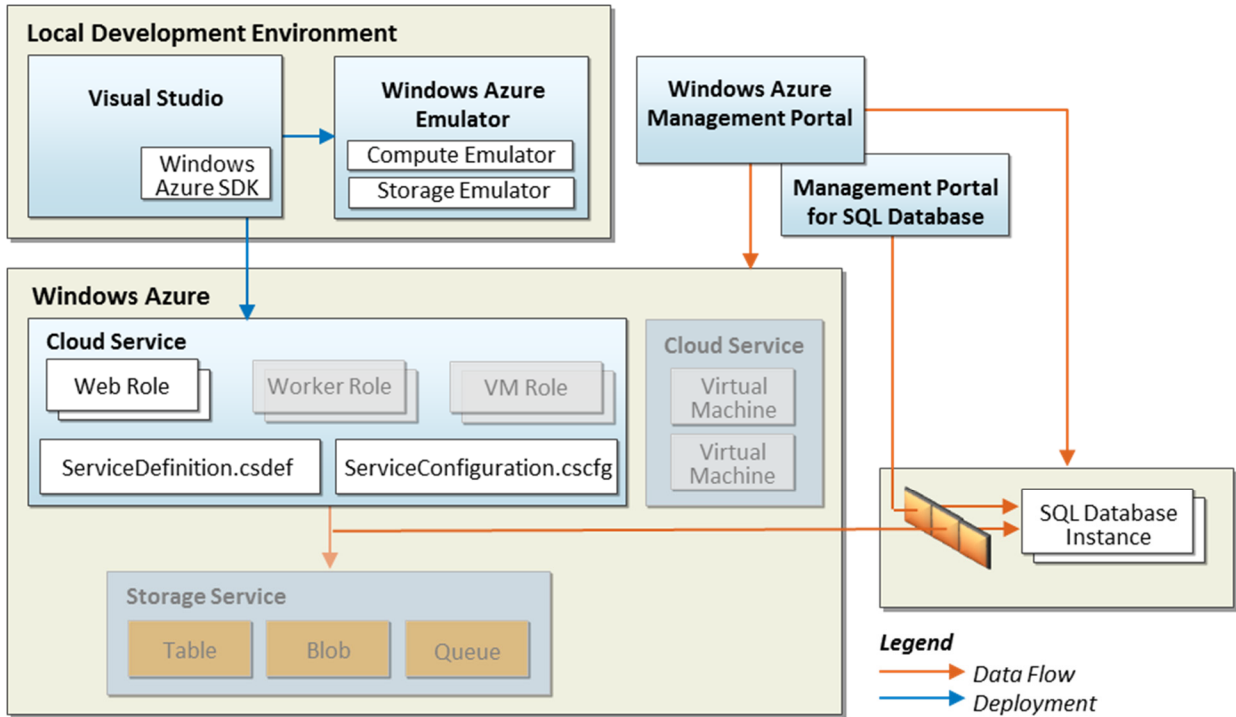 Local Development Environment
Visual Studio
Windows
Azure SDK
Windows Azure
Emulator
Compute Emulator
Storage Emulator
Windows Azure
Management Portal
Management Portal
for SQL Database
Windows Azure
Cloud Service
Web Role
Worker Role
VM Role
ServiceDefinition.csdef
ServiceConfiguration.cscfg
Cloud Service
Virtual
Machine
Virtual
Machine
SQL Database
Instance
Storage Service
Table
Blob
Queue
Legend
Data Flow
Deployment